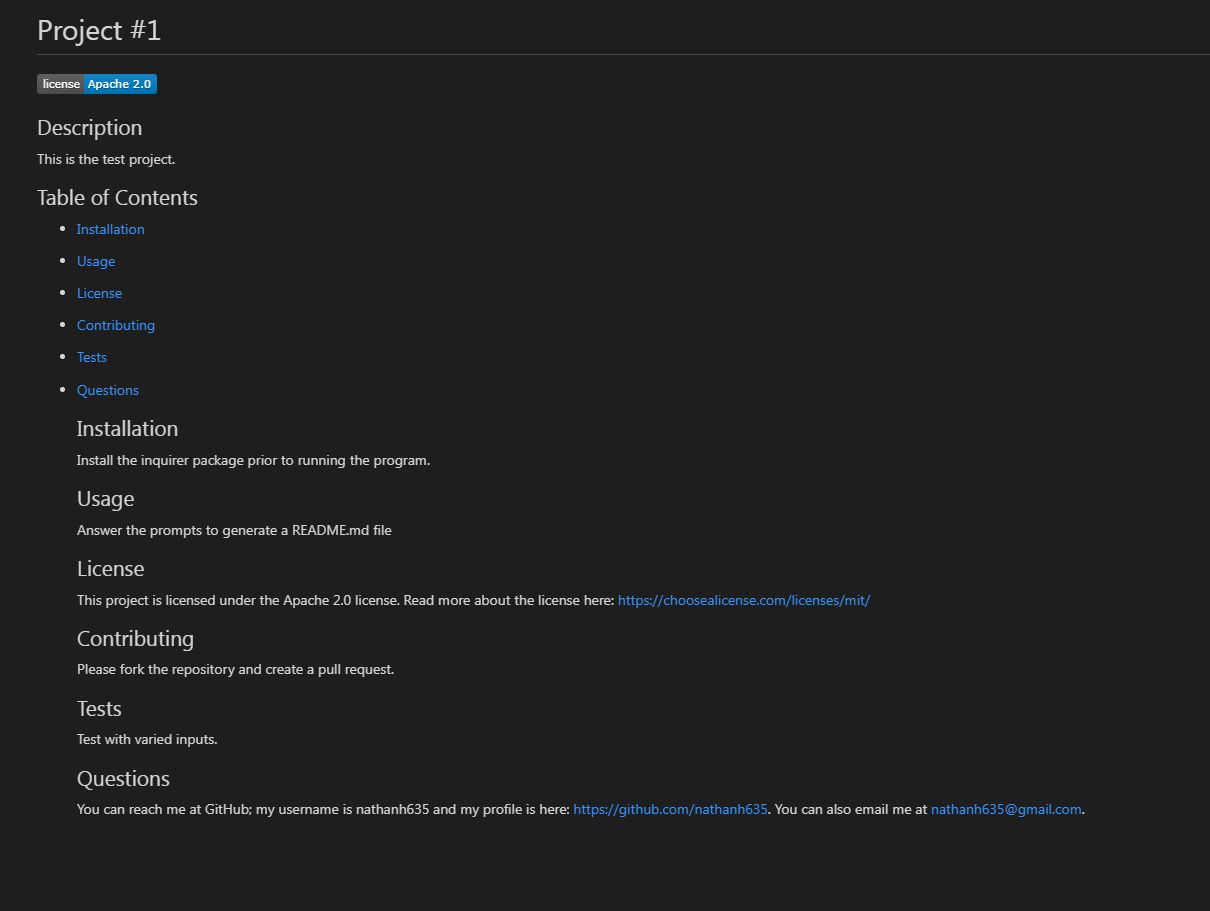 Project #1
license Apache 2.0
Description
This is the test project.
Table of Contents
Installation
Usage
License
Contributing
Tests
Questions
Installation
Install the inquirer package prior to running the program.
Usage
Answer the prompts to generate a README.md file
License
This project is licensed under the Apache 2.0 license. Read more about the license here: https://choosealicense.com/licenses/mit/
Contributing
Please fork the repository and create a pull request.
Tests
Test with varied inputs.
Questions
You can reach me at GitHub; my username is nathanh635 and my profile is here: https://github.com/nathanh635. You can also email me at nathanh635@gmail.com.